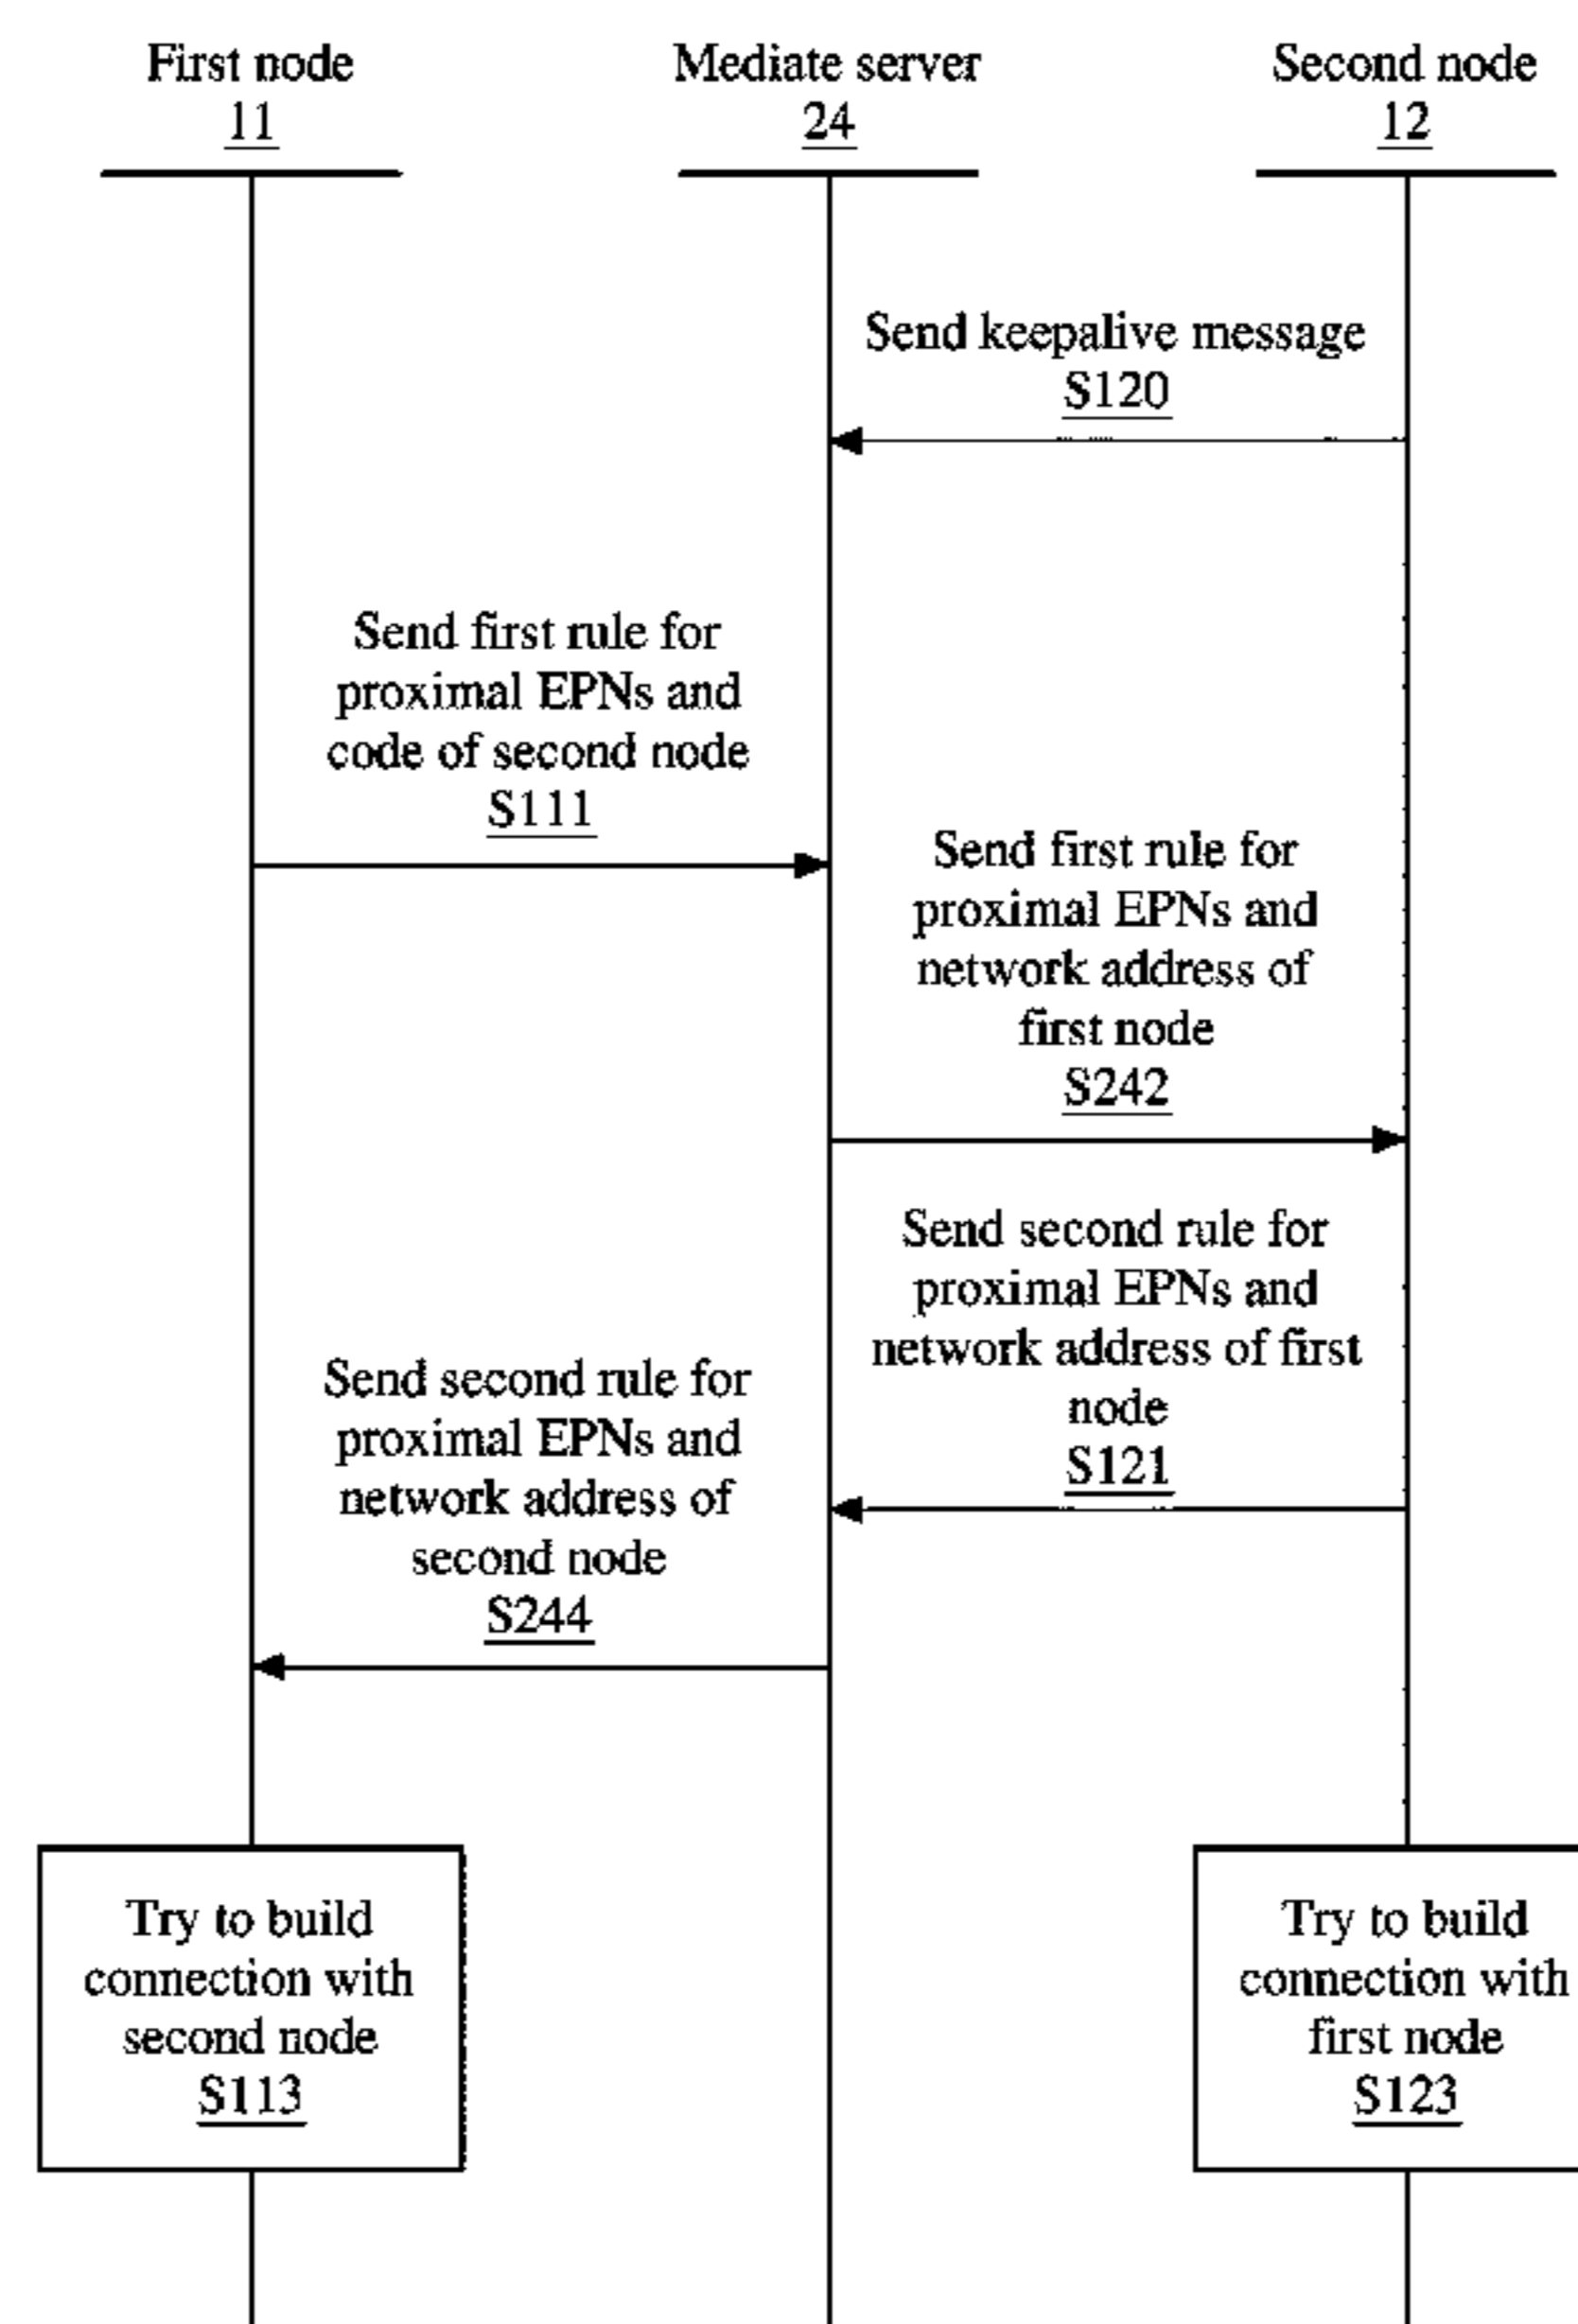 First node
11
Mediate server
24
Second node
12
Send keepalive message
S120
Send first rule for
proximal EPNs and
code of second node
S111
Send first rule for
proximal EPNs and
network address of
first node
S242
Send second rule for
proximal EPNs and
network address of first
node
S121
Send second rule for
proximal EPNs and
network address of
second node
S244
Try to build
connection with
second node
S113
Try to build
connection with
first node
S123